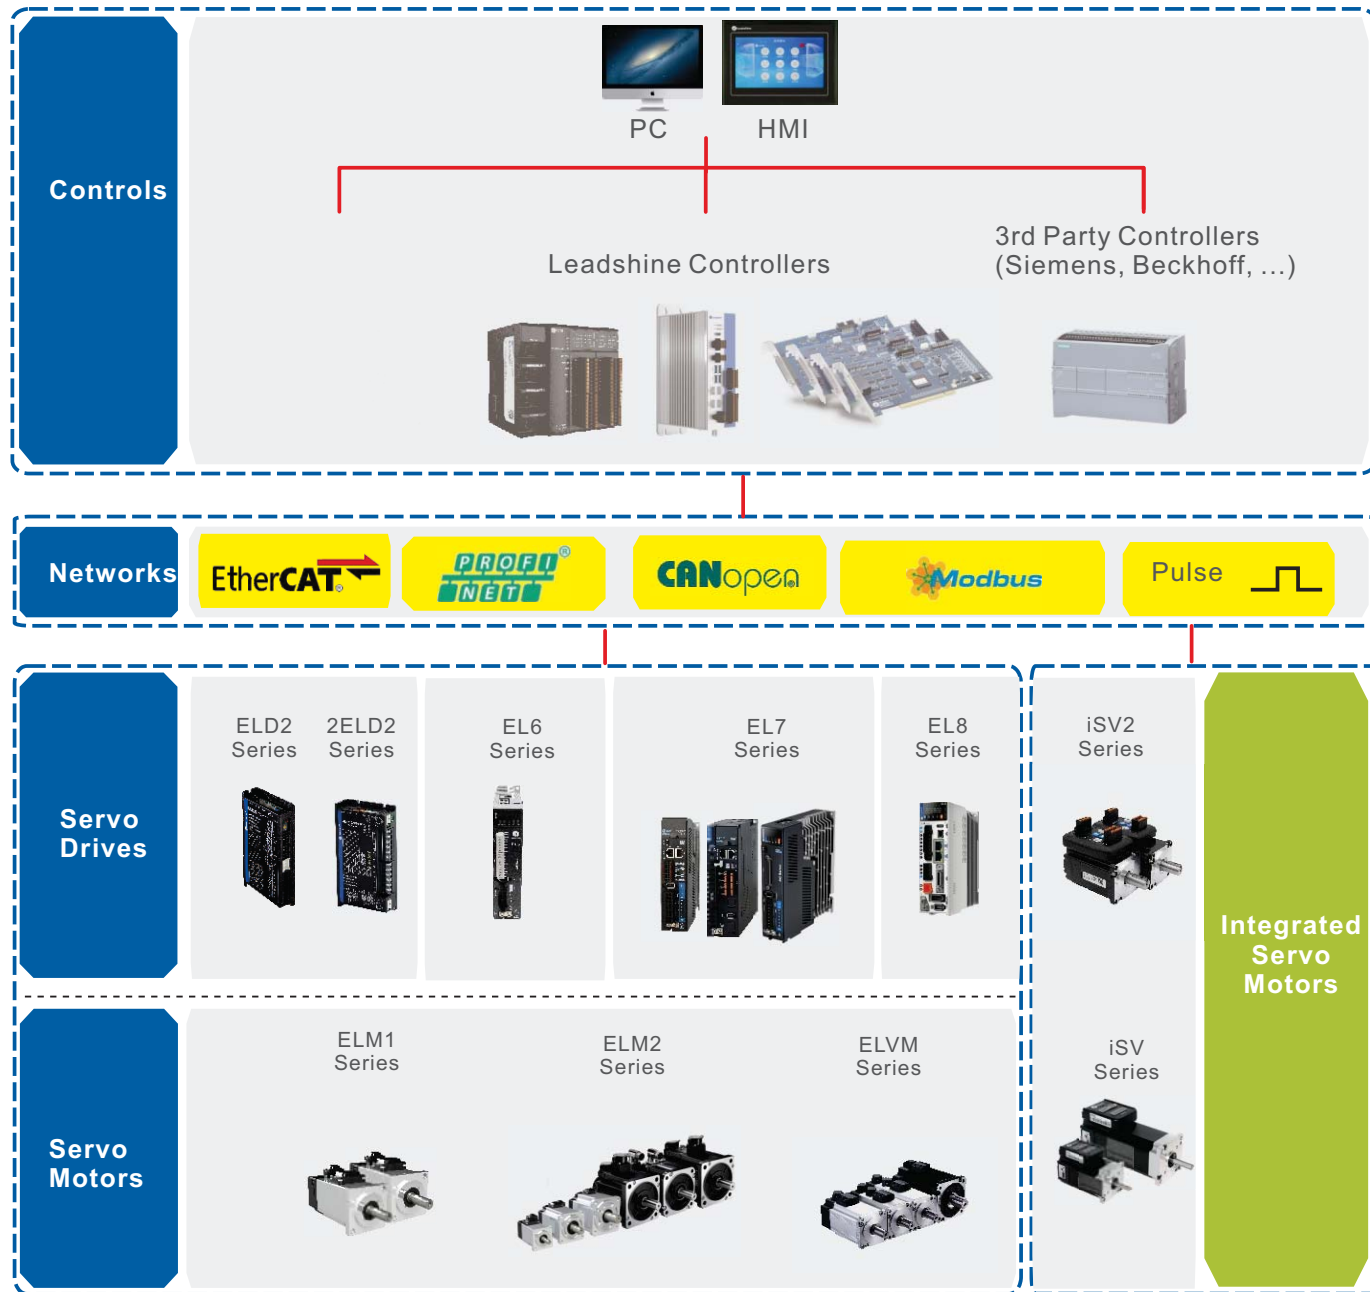 PC
HMI
Controls
Leadshine Controllers
3rd Party Controllers
(Siemens, Beckhoff, ...)
Networks
EtherCAT®
PROFI®
NET
CANopen®
Modbus
Pulse
ELD2
Series
2ELD2
Series
EL6
Series
EL7
Series
EL8
Series
iSV2
Series
Servo
Drives
Integrated
Servo
Motors
ELM1
Series
ELM2
Series
ELVM
Series
iSV
Series
Servo
Motors